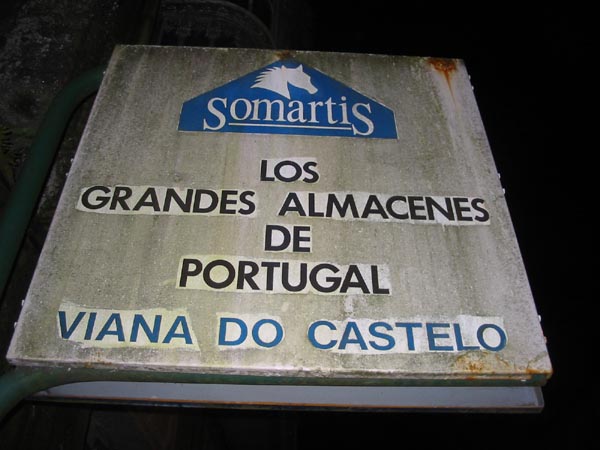 SomartiS
LOS
GRANDES ALMACENES
DE
PORTUGAL
VIANA DO CASTELO